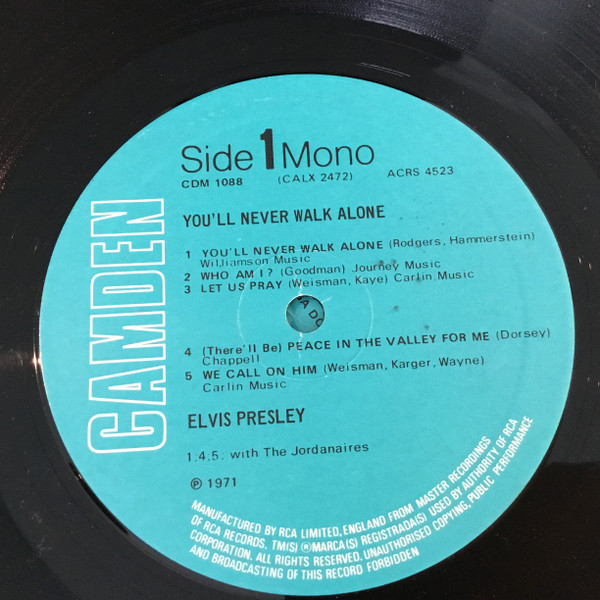 CAMDEN
Side 1 Mono
CDM 1088 (CALX 2472) ACRS 4523
YOU'LL NEVER WALK ALONE
1 YOU'LL NEVER WALK ALONE (Rodgers, Hammerstein)
Williamson Music
2 WHO AM I? (Goodman) Journey Music
3 LET US PRAY (Weisman, Kaye) Carlin Music
4 (There'll Be) PEACE IN THE VALLEY FOR ME (Dorsey)
Chappell
5 WE CALL ON HIM (Weisman, Karger, Wayne)
Carlin Music
ELVIS PRESLEY
1.4.5. with The Jordanaires
℗ 1971
MANUFACTURED BY RCA LIMITED, ENGLAND FROM MASTER RECORDINGS
OF RCA RECORDS. TM(S) ® MARCA(S) REGISTRADA(S) USED BY AUTHORITY OF RCA
CORPORATION. ALL RIGHTS RESERVED. UNAUTHORISED COPYING, PUBLIC PERFORMANCE
AND BROADCASTING OF THIS RECORD FORBIDDEN